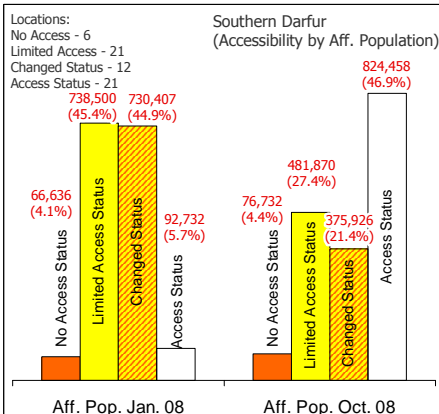 Locations:
No Access - 6
Limited Access - 21
Changed Status - 12
Access Status - 21
Southern Darfur
(Accessibility by Aff. Population)
66,636
(4.1%)
No Access Status
738,500
(45.4%)
Limited Access Status
730,407
(44.9%)
Changed Status
92,732
(5.7%)
Access Status
76,732
(4.4%)
No Access Status
481,870
(27.4%)
Limited Access Status
375,926
(21.4%)
Changed Status
824,458
(46.9%)
Access Status
Aff. Pop. Jan. 08
Aff. Pop. Oct. 08